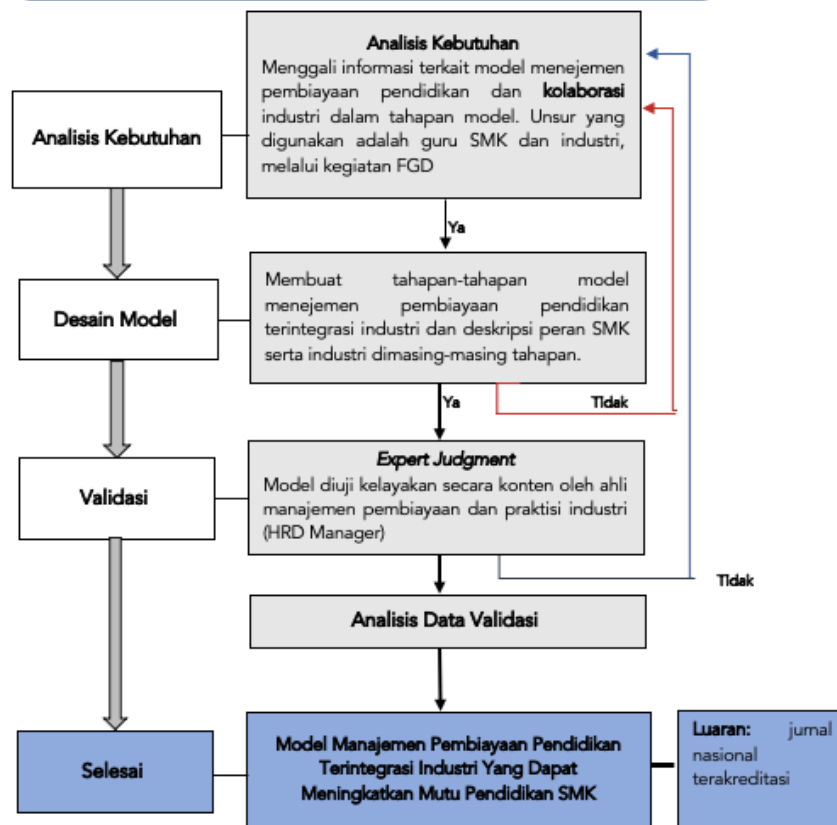 Analisis Kebutuhan
Menggali informasi terkait model menejemen
pembiayaan pendidikan dan kolaborasi
industri dalam tahapan model. Unsur yang
digunakan adalah guru SMK dan industri,
melalui kegiatan FGD
Analisis Kebutuhan
Ya
Membuat tahapan-tahapan model
menejemen pembiayaan pendidikan
terintegrasi industri dan deskripsi peran SMK
serta industri dimasing-masing tahapan.
Desain Model
Ya
Tidak
Expert Judgment
Model diuji kelayakan secara konten oleh ahli
manajemen pembiayaan dan praktisi industri
(HRD Manager)
Validasi
Tidak
Analisis Data Validasi
Selesai
Model Manajemen Pembiayaan Pendidikan
Terintegrasi Industri Yang Dapat
Meningkatkan Mutu Pendidikan SMK
Luaran: jurnal
nasional
terakreditasi